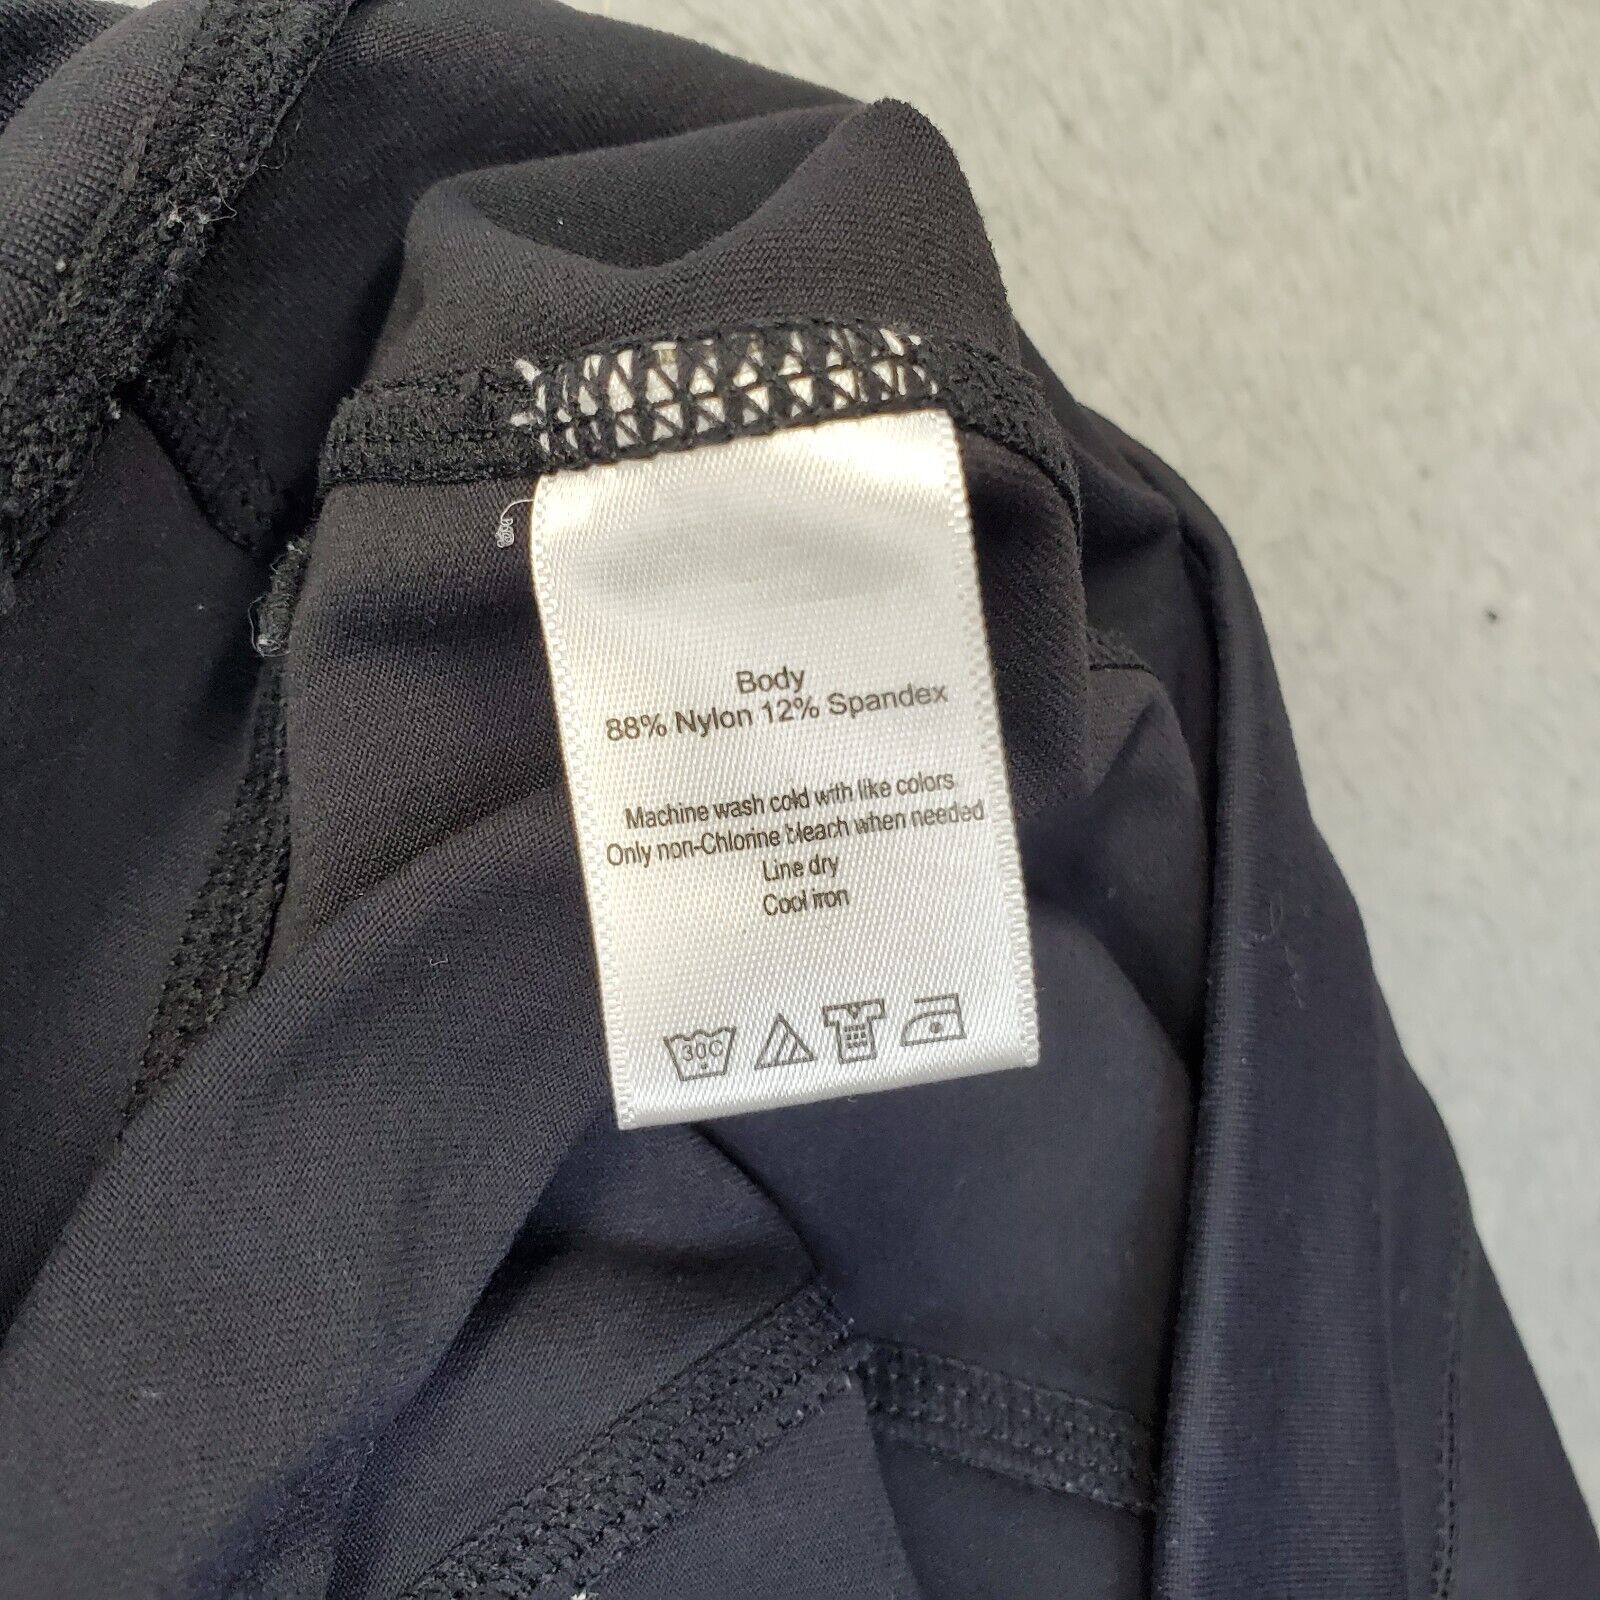 Body
88% Nylon 12% Spandex
Machine wash cold with like colors
Only non-Chlorine bleach when needed
Line dry
Cool iron
30C